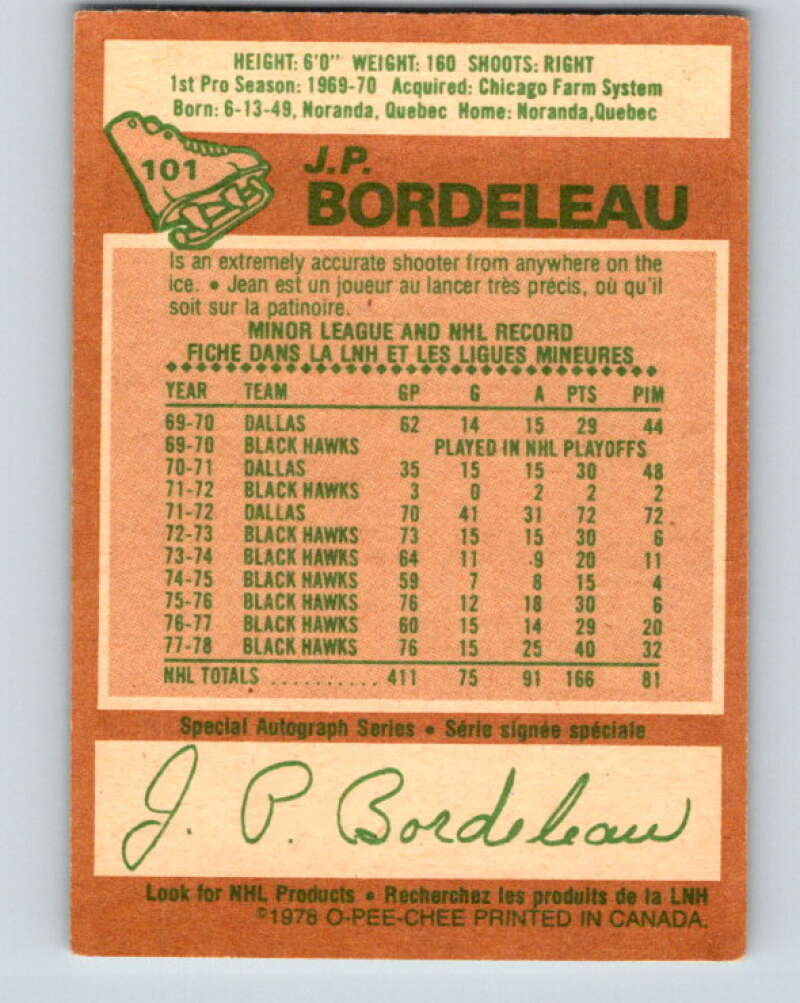 HEIGHT: 6'0" WEIGHT: 160 SHOOTS: RIGHT
1st Pro Season: 1969-70 Acquired: Chicago Farm System
Born: 6-13-49, Noranda, Quebec Home: Noranda, Quebec
101
J.P.
BORDELEAU
Is an extremely accurate shooter from anywhere on the
ice. • Jean est un joueur au lancer très précis, où qu'il
soit sur la patinoire.
MINOR LEAGUE AND NHL RECORD
FICHE DANS LA LNH ET LES LIGUES MINEURES
YEAR TEAM GP G A PTS PIM
69-70 DALLAS 62 14 15 29 44
69-70 BLACK HAWKS PLAYED IN NHL PLAYOFFS
70-71 DALLAS 35 15 15 30 48
71-72 BLACK HAWKS 3 0 2 2 2
71-72 DALLAS 70 41 31 72 72
72-73 BLACK HAWKS 73 15 15 30 6
73-74 BLACK HAWKS 64 11 9 20 11
74-75 BLACK HAWKS 59 7 8 15 4
75-76 BLACK HAWKS 76 12 18 30 6
76-77 BLACK HAWKS 60 15 14 29 20
77-78 BLACK HAWKS 76 15 25 40 32
NHL TOTALS .......... 411 75 91 166 81
Special Autograph Series • Série signée spéciale
J. P. Bordeleau
Look for NHL Products • Recherchez les produits de la LNH
©1978 O-PEE-CHEE PRINTED IN CANADA.